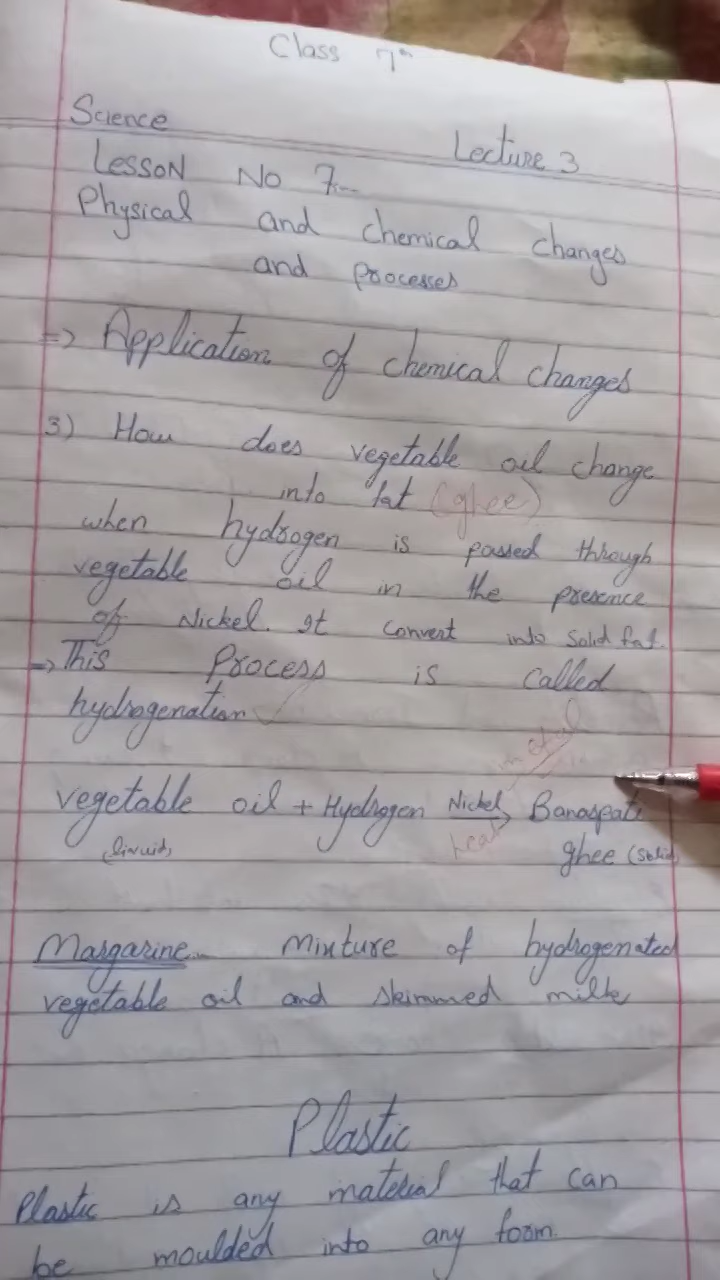 Class 7th
Science
Lecture 3
Lesson No 7
Physical and chemical changes
and processes
=> Application of chemical changes
3) How does vegetable oil change
into fat (ghee)
when hydrogen is passed through
vegetable oil in the presence
of Nickel. It convert into solid fat.
=> This Process is called
hydrogenation
vegetable oil + Hydrogen Nickel Banaspati
heat
(liquid) ghee (solid)
Margarine mixture of hydrogenated
vegetable oil and skimmed milk
Plastic
Plastic is any material that can
be moulded into any form.